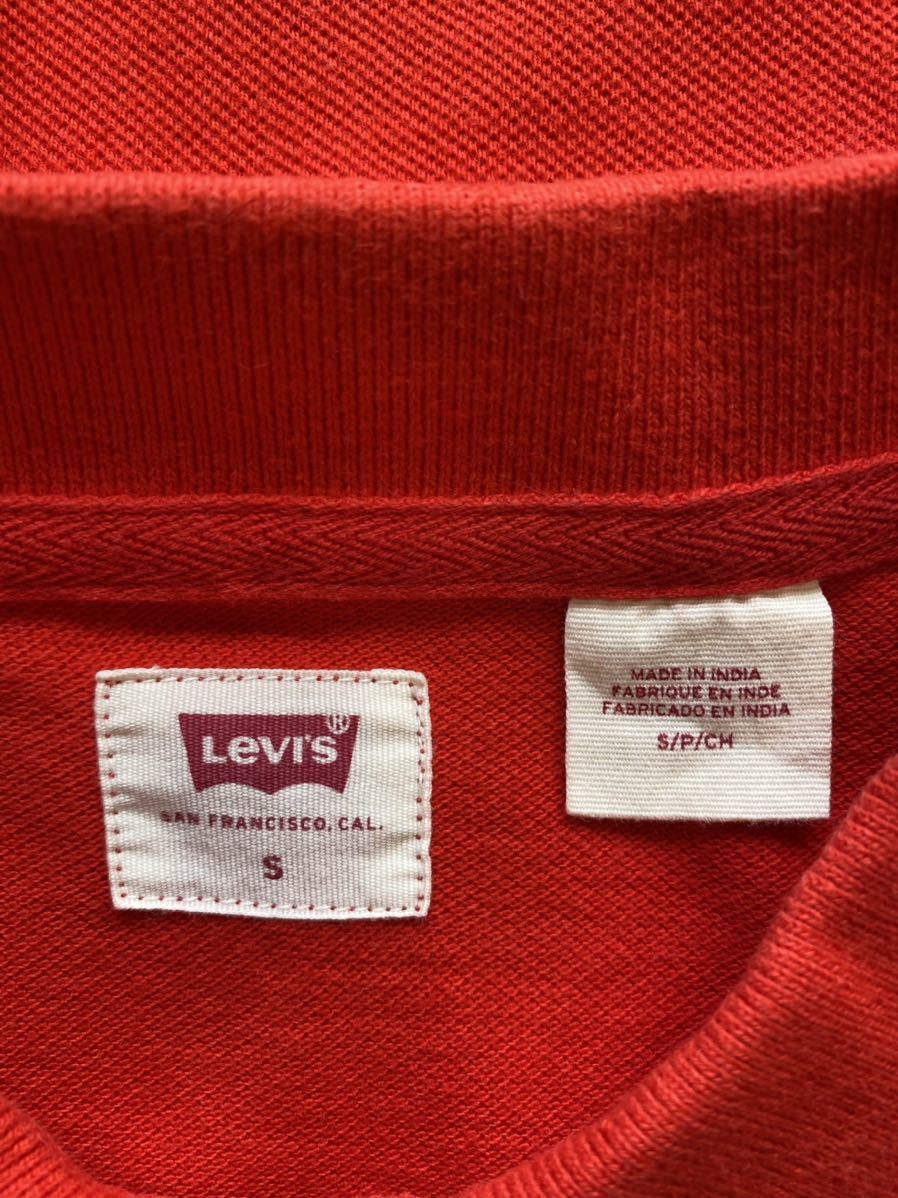 LEVI'S®
SAN FRANCISCO, CAL.
S
MADE IN INDIA
FABRIQUE EN INDE
FABRICADO EN INDIA
S/P/CH